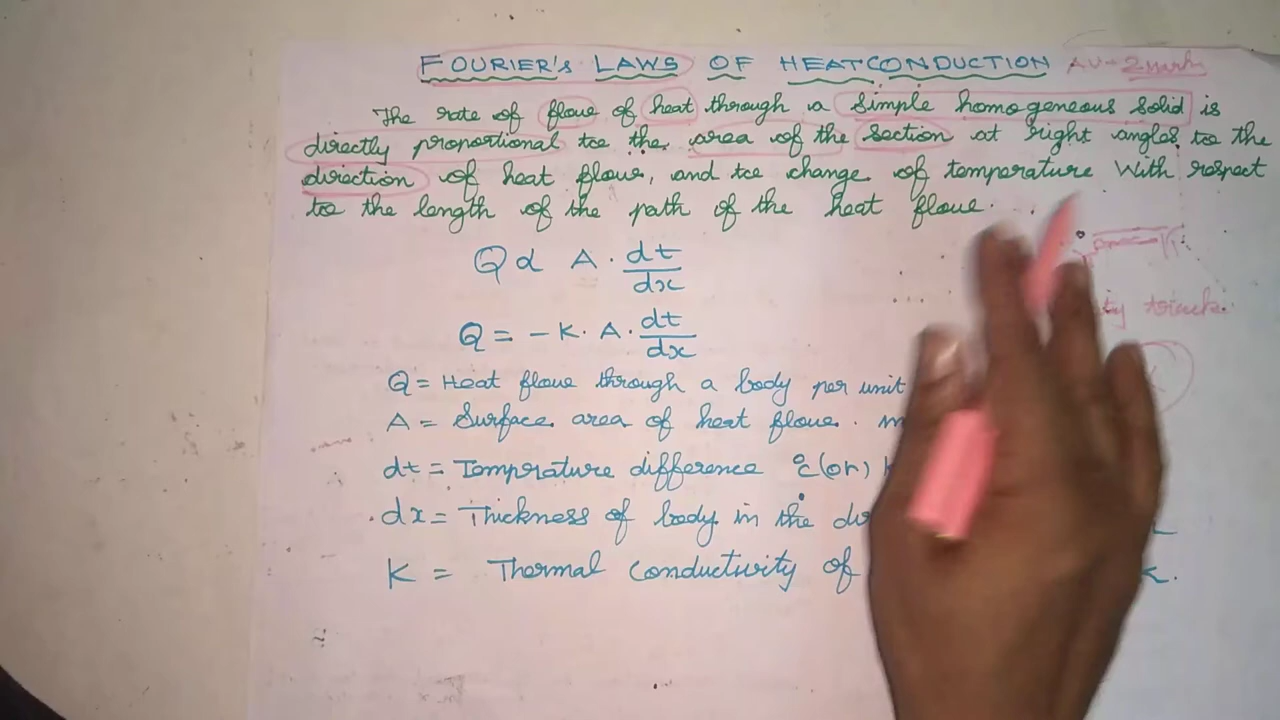 FOURIER'S LAWS OF HEATCONDUCTION AU - 2mark
The rate of flow of heat through a simple homogeneous solid is
directly proportional to the area of the section at right angles to the
direction of heat flow, and to change of temperature with respect
to the length of the path of the heat flow.
Q ∝ A · dt/dx
Q = -K · A · dt/dx
Q = Heat flow through a body per unit
A = Surface area of heat flow. m
dt = Temprature difference °C (or) K
dx = Thickness of body in the
K = Thermal conductivity of